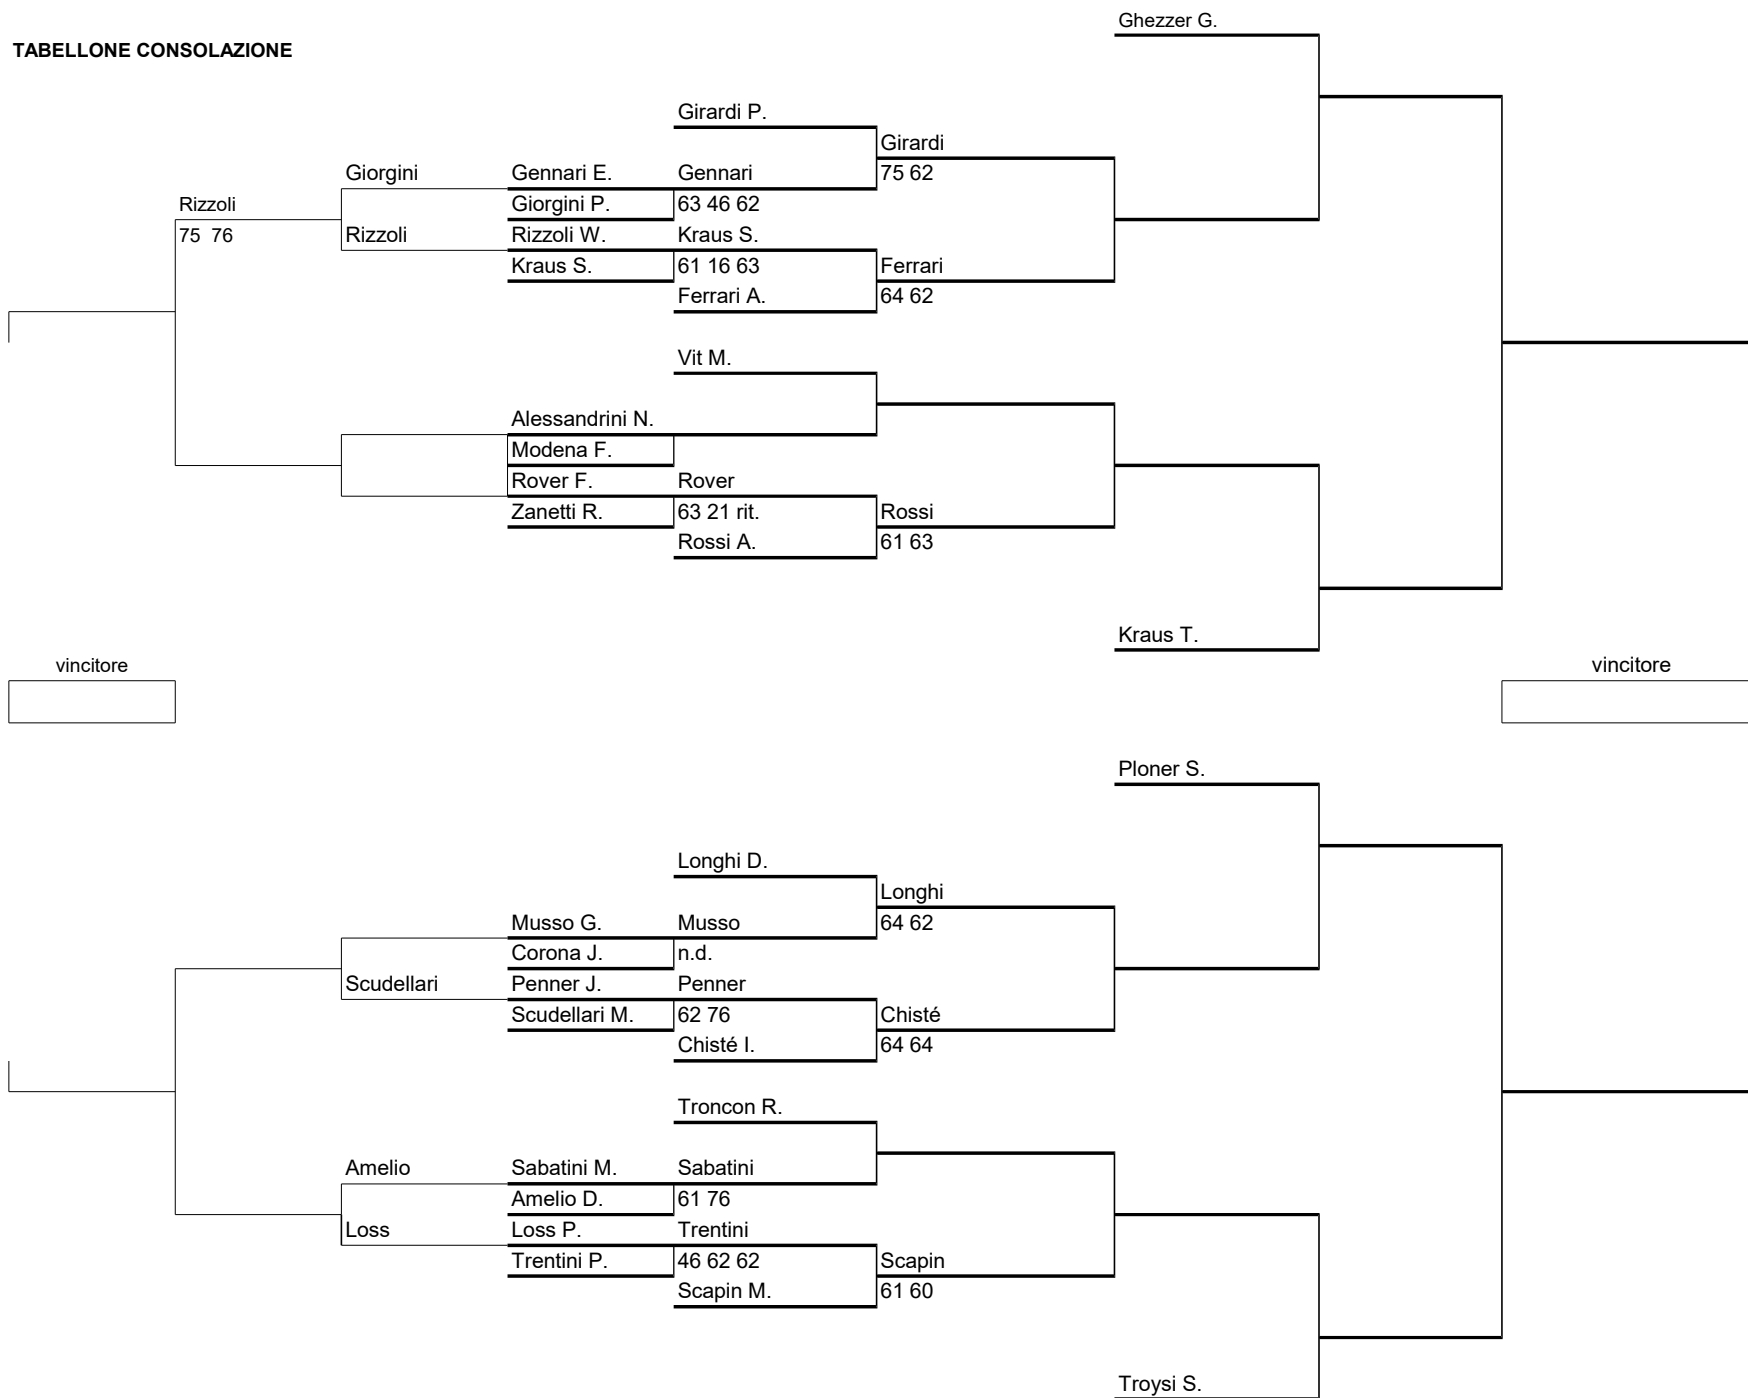 Ghezzer G.
TABELLONE CONSOLAZIONE
Girardi P.
Girardi
Giorgini Gennari E. Gennari 75 62
Rizzoli Giorgini P. 63 46 62
75 76 Rizzoli Rizzoli W. Kraus S.
Kraus S. 61 16 63 Ferrari
Ferrari A. 64 62
Vit M.
Alessandrini N.
Modena F.
Rover F. Rover
Zanetti R. 63 21 rit. Rossi
Rossi A. 61 63
Kraus T.
vincitore vincitore
Ploner S.
Longhi D.
Longhi
Musso G. Musso 64 62
Corona J. n.d.
Scudellari Penner J. Penner
Scudellari M. 62 76 Chisté
Chisté I. 64 64
Troncon R.
Amelio Sabatini M. Sabatini
Amelio D. 61 76
Loss Loss P. Trentini
Trentini P. 46 62 62 Scapin
Scapin M. 61 60
Troysi S.